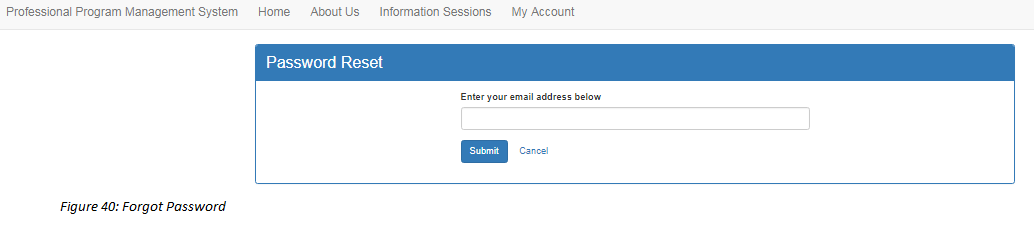 Professional Program Management System Home About Us Information Sessions My Account
Password Reset
Enter your email address below
Submit Cancel
Figure 40: Forgot Password